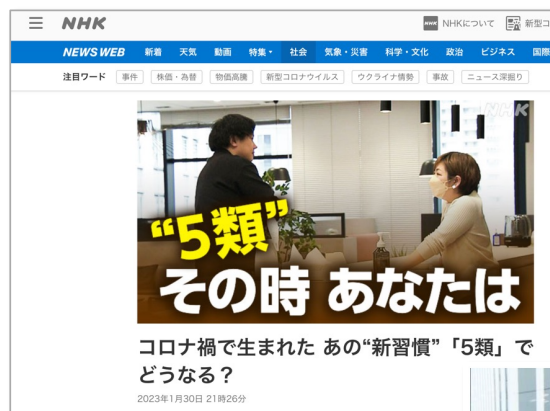 NHK
NHKについて
新型コ
NEWS WEB
新着
天気
動画
特集
社会
気象・災害
科学・文化
政治
ビジネス
国際
注目ワード
事件
株価・為替
物価高騰
新型コロナウイルス
ウクライナ情勢
事故
ニュース深掘り
NHK
“5類”
その時 あなたは
コロナ禍で生まれた あの“新習慣”「5類」で
どうなる？
2023年1月30日 21時26分